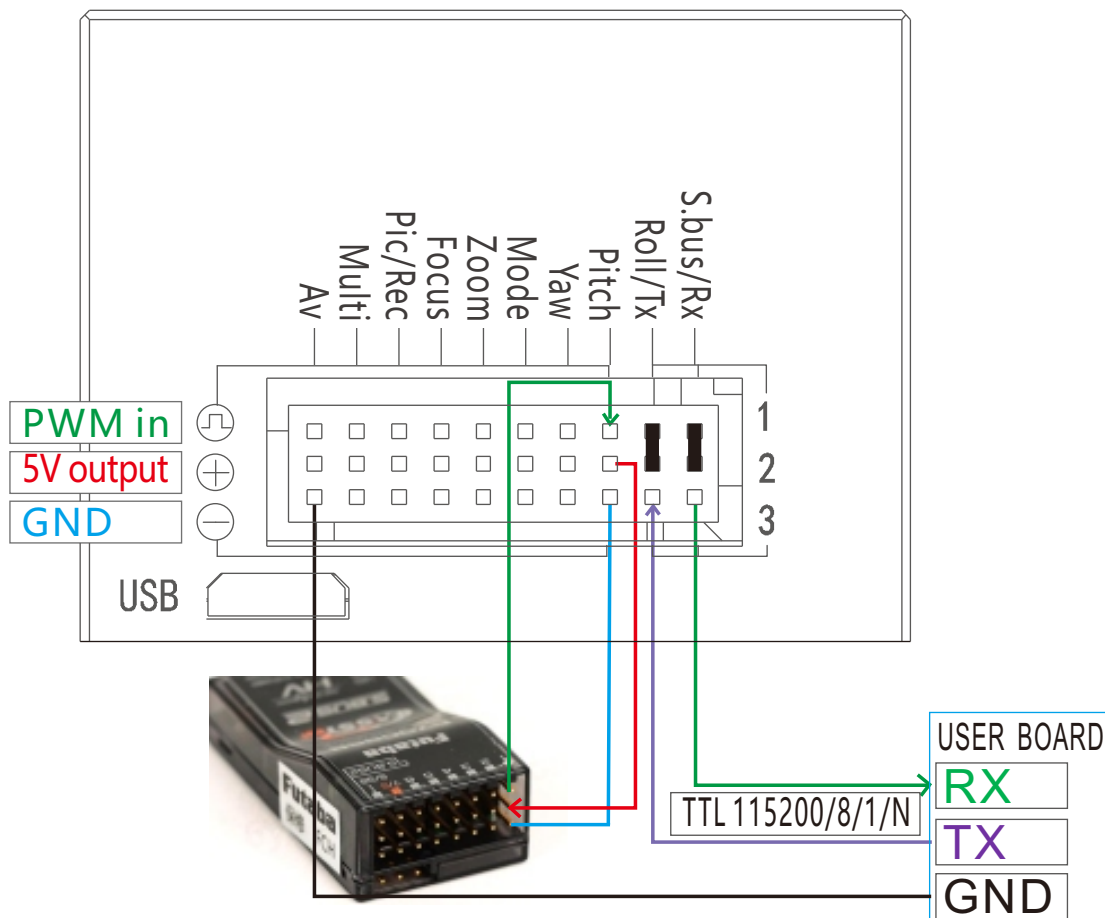 Av
Multi
Pic/Rec
Focus
Zoom
Mode
Yaw
Pitch
Roll/Tx
S.bus/Rx
PWM in
5V output
GND
1
2
3
USB
Futaba
Futaba
USER BOARD
RX
TTL 115200/8/1/N
TX
GND